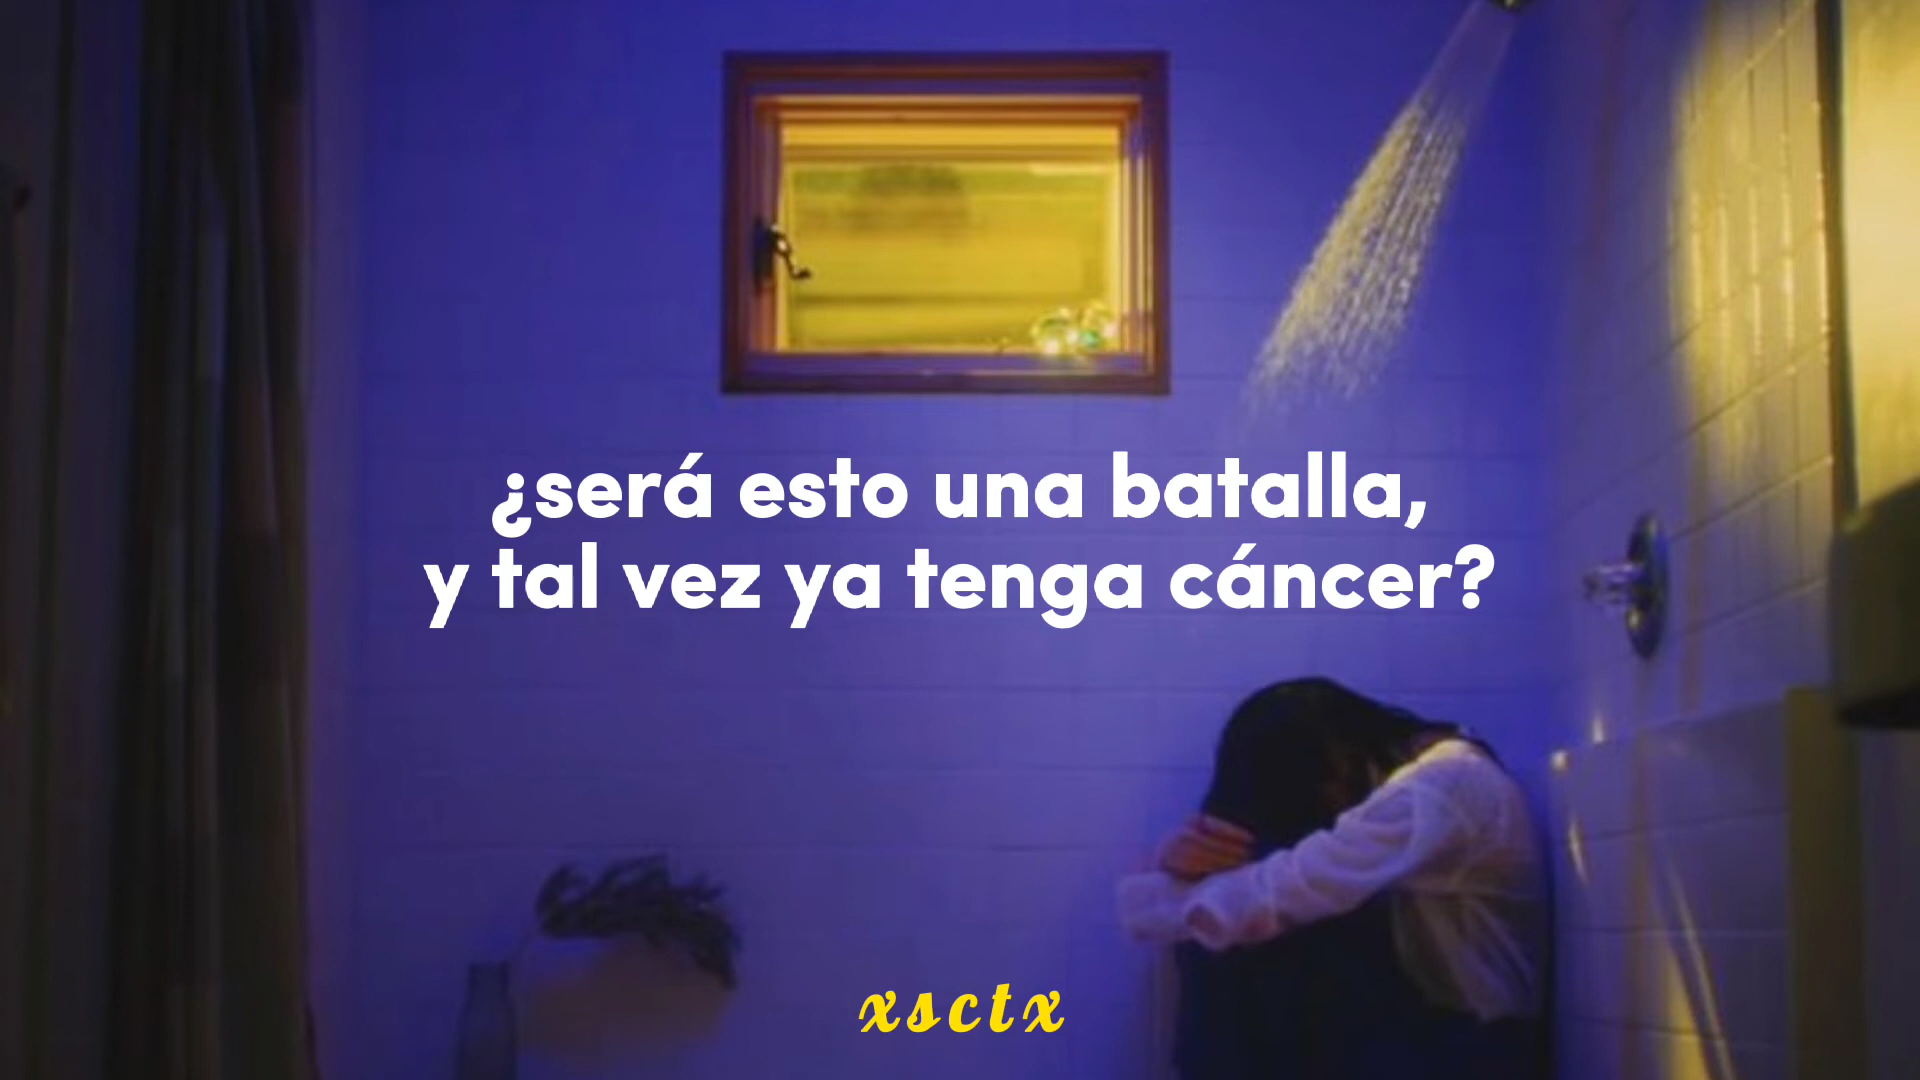 ¿será esto una batalla,
y tal vez ya tenga cáncer?
xsctx